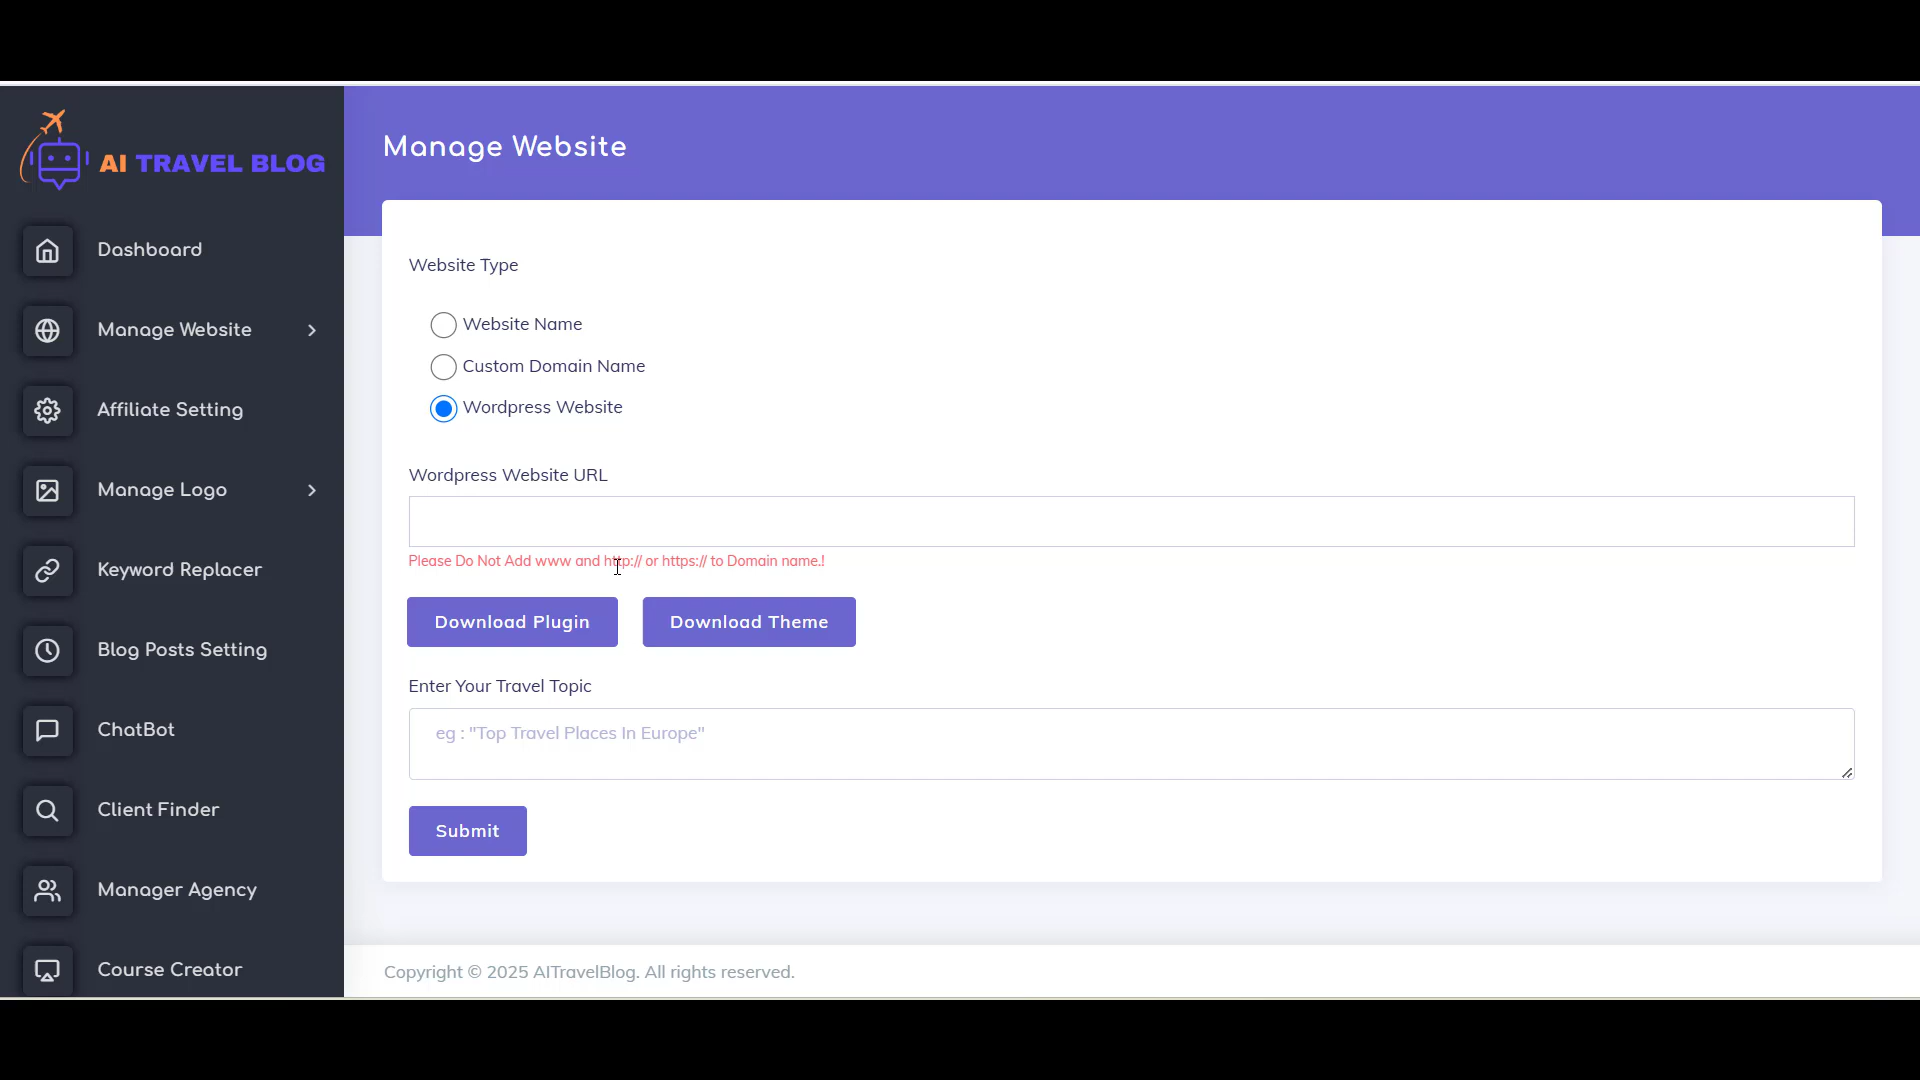 AI TRAVEL BLOG
Dashboard
Manage Website
Affiliate Setting
Manage Logo
Keyword Replacer
Blog Posts Setting
ChatBot
Client Finder
Manager Agency
Course Creator
Manage Website
Website Type
Website Name
Custom Domain Name
Wordpress Website
Wordpress Website URL
Please Do Not Add www and http:// or https:// to Domain name.!
Download Plugin
Download Theme
Enter Your Travel Topic
eg : "Top Travel Places In Europe"
Submit
Copyright © 2025 AITravelBlog. All rights reserved.